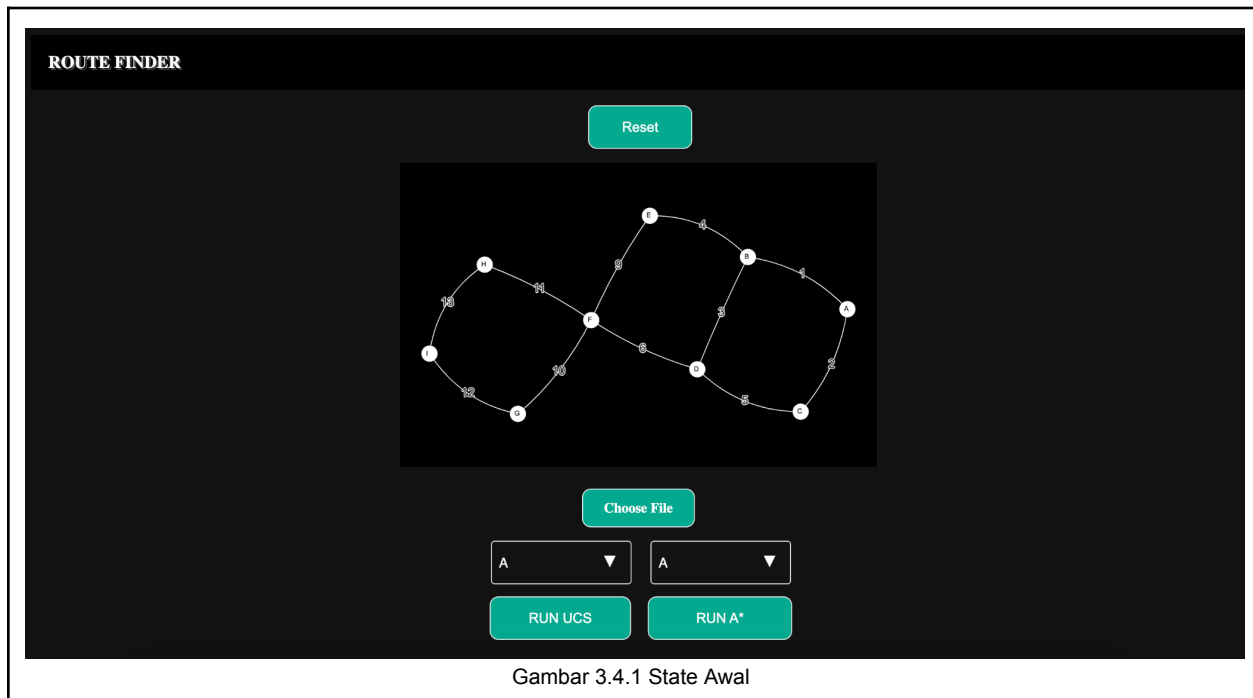 ROUTE FINDER
Reset
E
4
B
H
9
1
11
13
A
F
3
6
I
2
D
10
12
5
G
C
Choose File
A ▼ A ▼
RUN UCS RUN A*
Gambar 3.4.1 State Awal